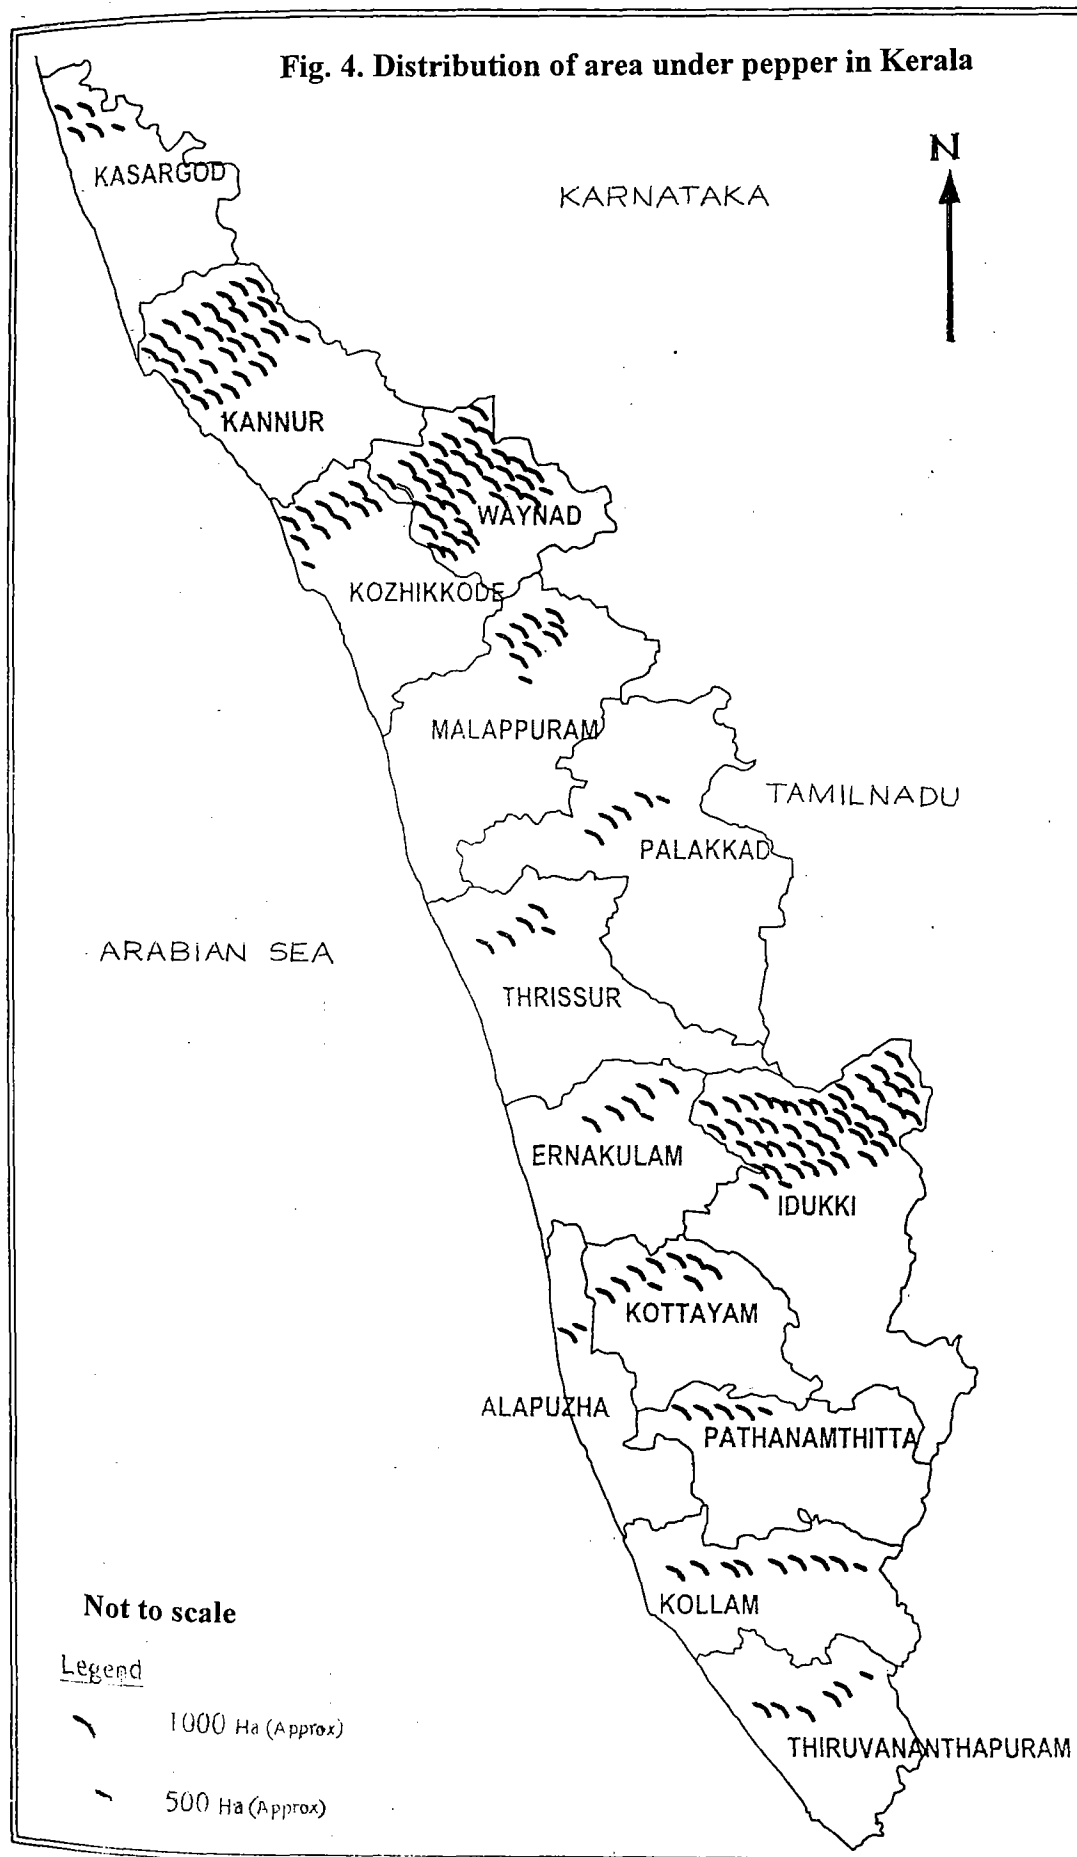 Fig. 4. Distribution of area under pepper in Kerala
N
KASARGOD
KARNATAKA
KANNUR
WAYNAD
KOZHIKKODE
MALAPPURAM
TAMILNADU
PALAKKAD
ARABIAN SEA
THRISSUR
ERNAKULAM
IDUKKI
KOTTAYAM
ALAPUZHA
PATHANAMTHITTA
KOLLAM
Not to scale
Legend
1000 Ha (Approx)
THIRUVANANTHAPURAM
500 Ha (Approx)